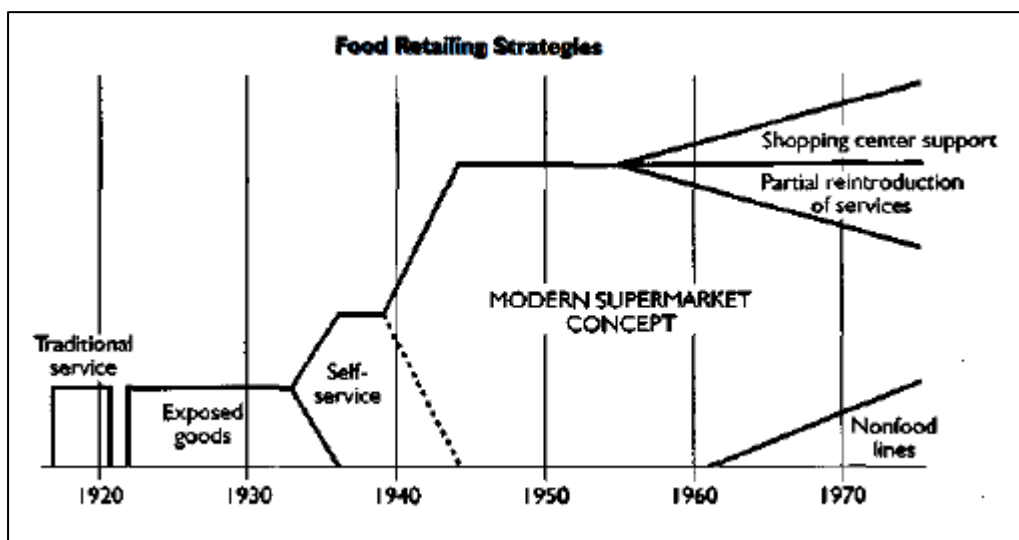 Food Retailing Strategies
Shopping center support
Partial reintroduction
of services
MODERN SUPERMARKET
CONCEPT
Traditional
service
Self-
service
Exposed
goods
Nonfood
lines
1920 1930 1940 1950 1960 1970